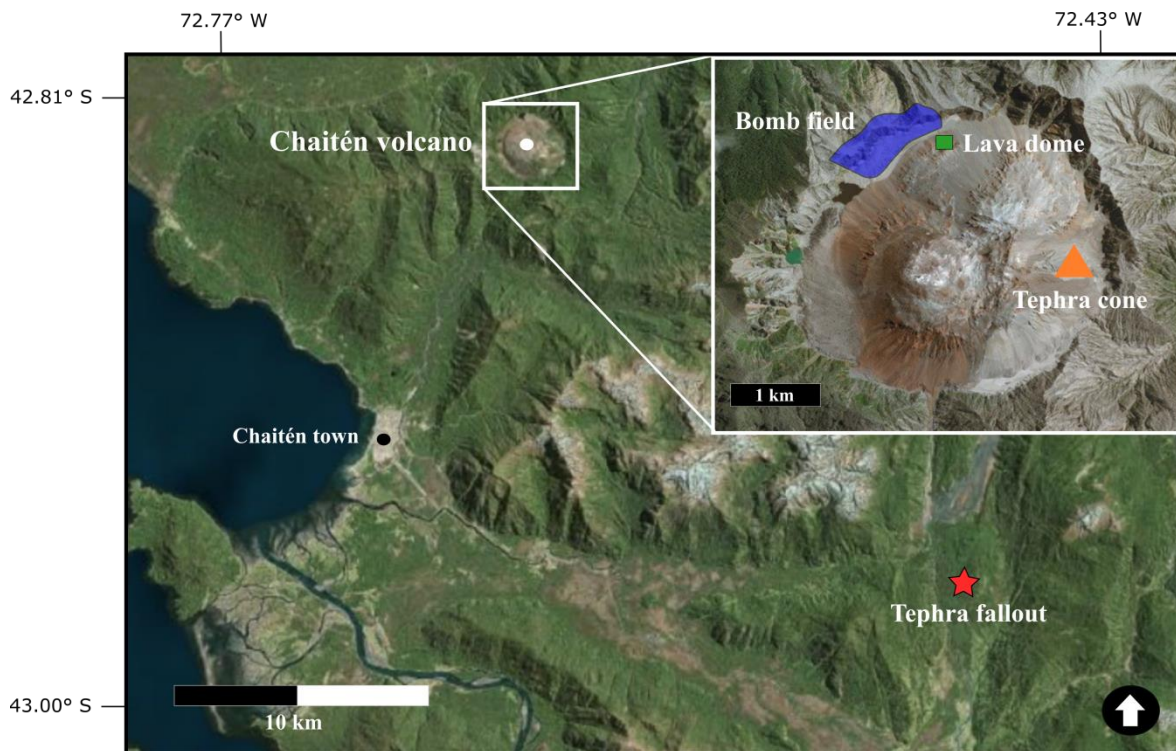 72.77° W
72.43° W
42.81° S
Chaitén volcano
Bomb field
Lava dome
Tephra cone
1 km
Chaitén town
Tephra fallout
43.00° S
10 km